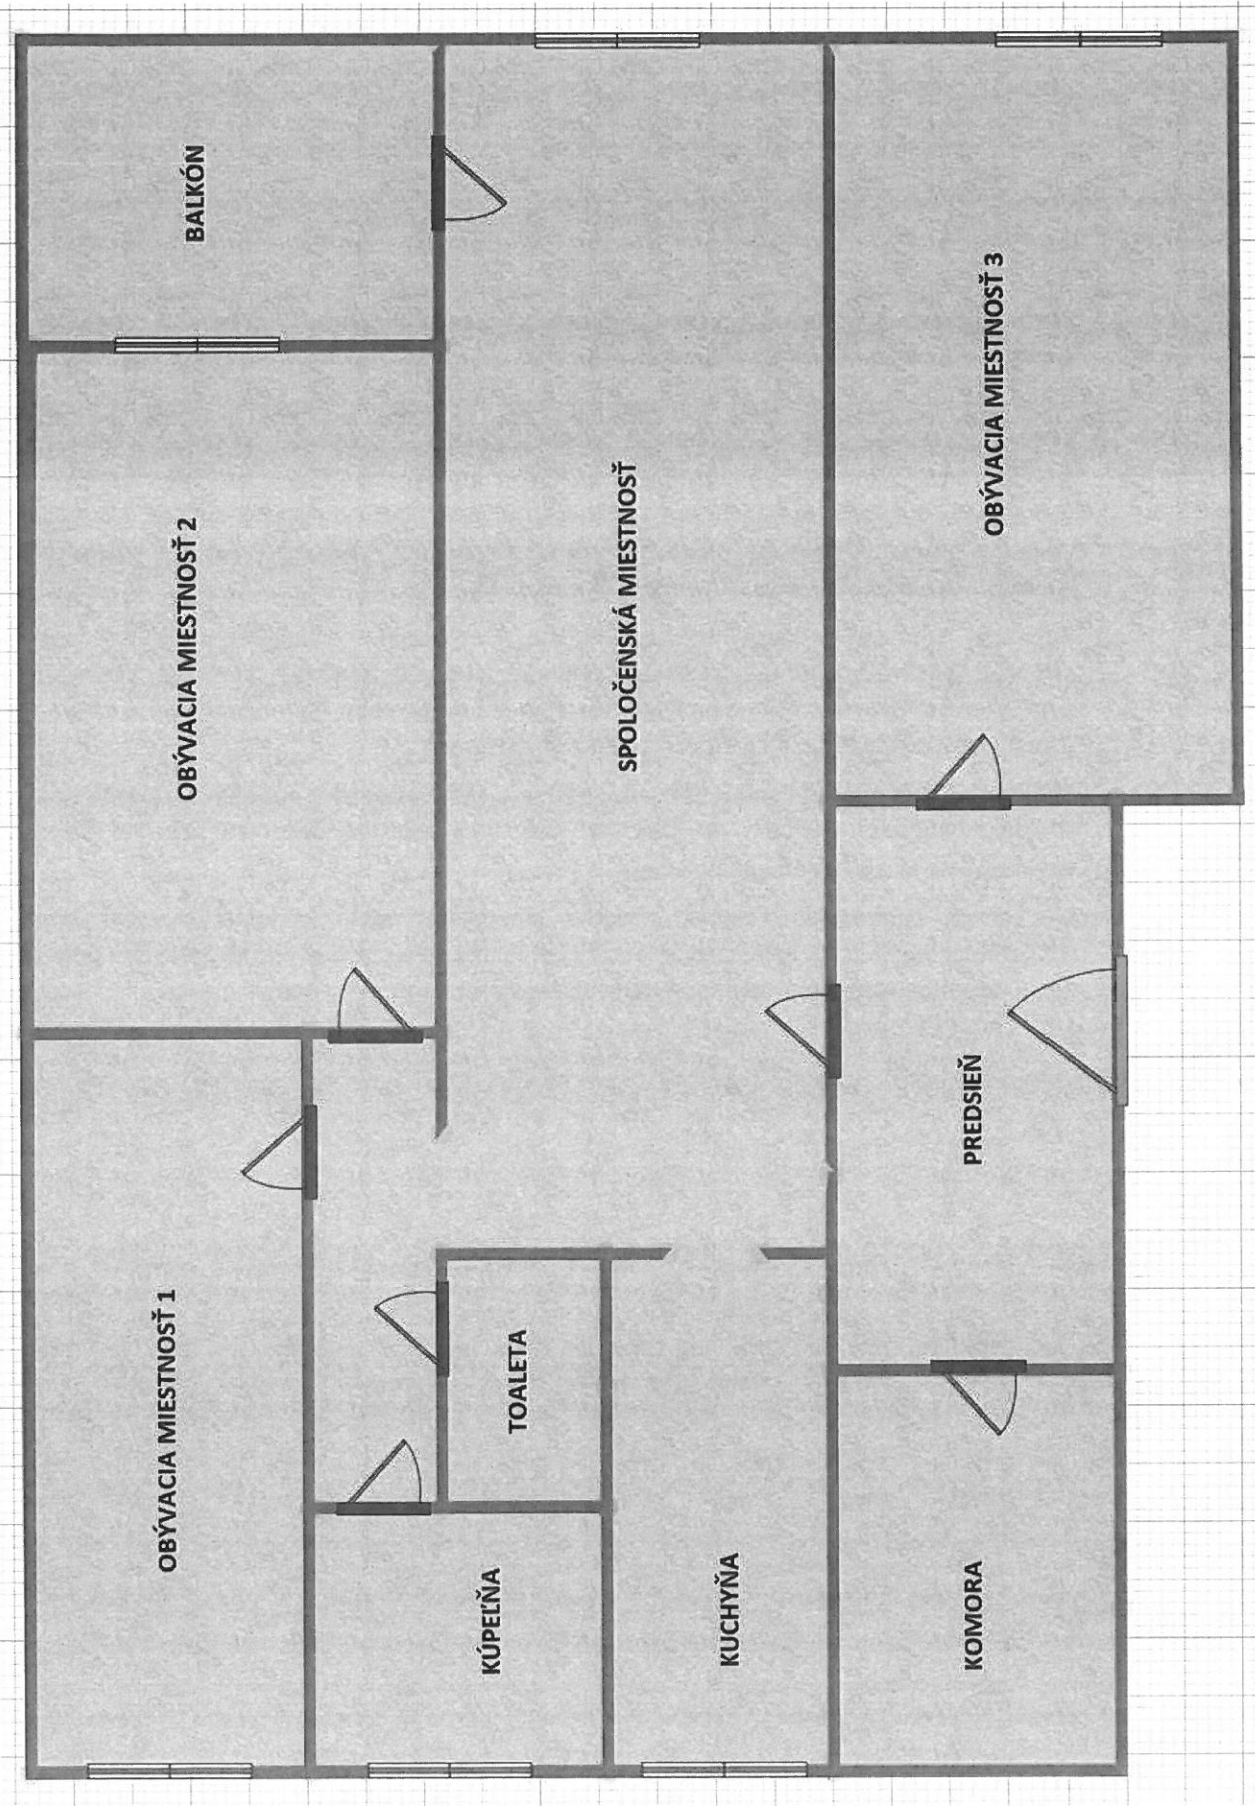 BALKÓN
OBÝVACIA MIESTNOSŤ 2
SPOLOČENSKÁ MIESTNOSŤ
OBÝVACIA MIESTNOSŤ 3
OBÝVACIA MIESTNOSŤ 1
TOALETA
KÚPEĽŇA
KUCHYŇA
PREDSIEŇ
KOMORA